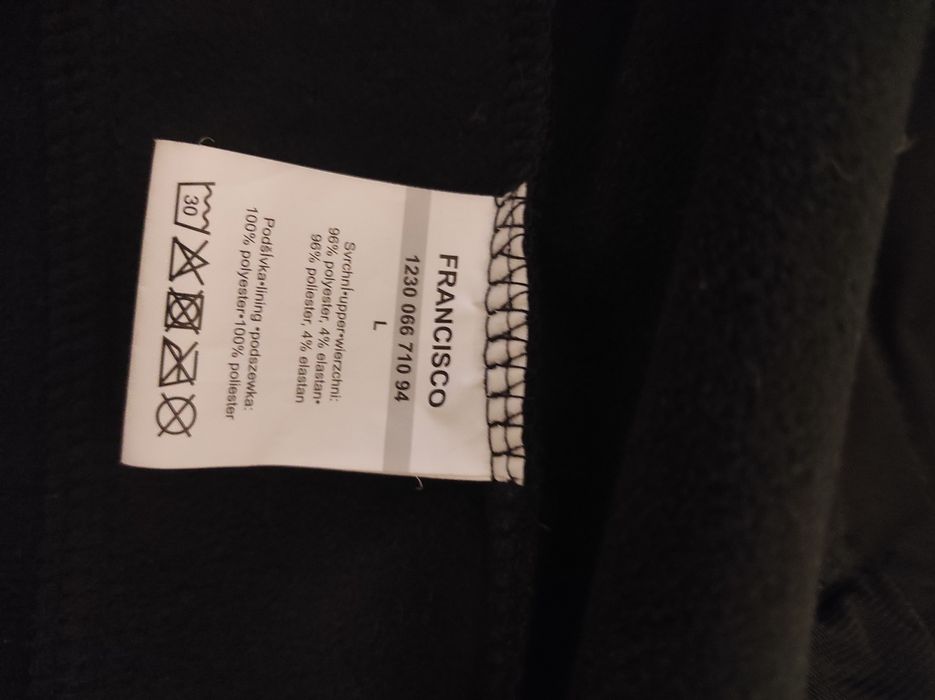 FRANCISCO
1230 066 710 94
L
Svrchní•upper•wierzchni:
96% polyester, 4% elastan•
96% poliester, 4% elastan
Podšívka•lining •podszewka:
100% polyester•100% poliester
30